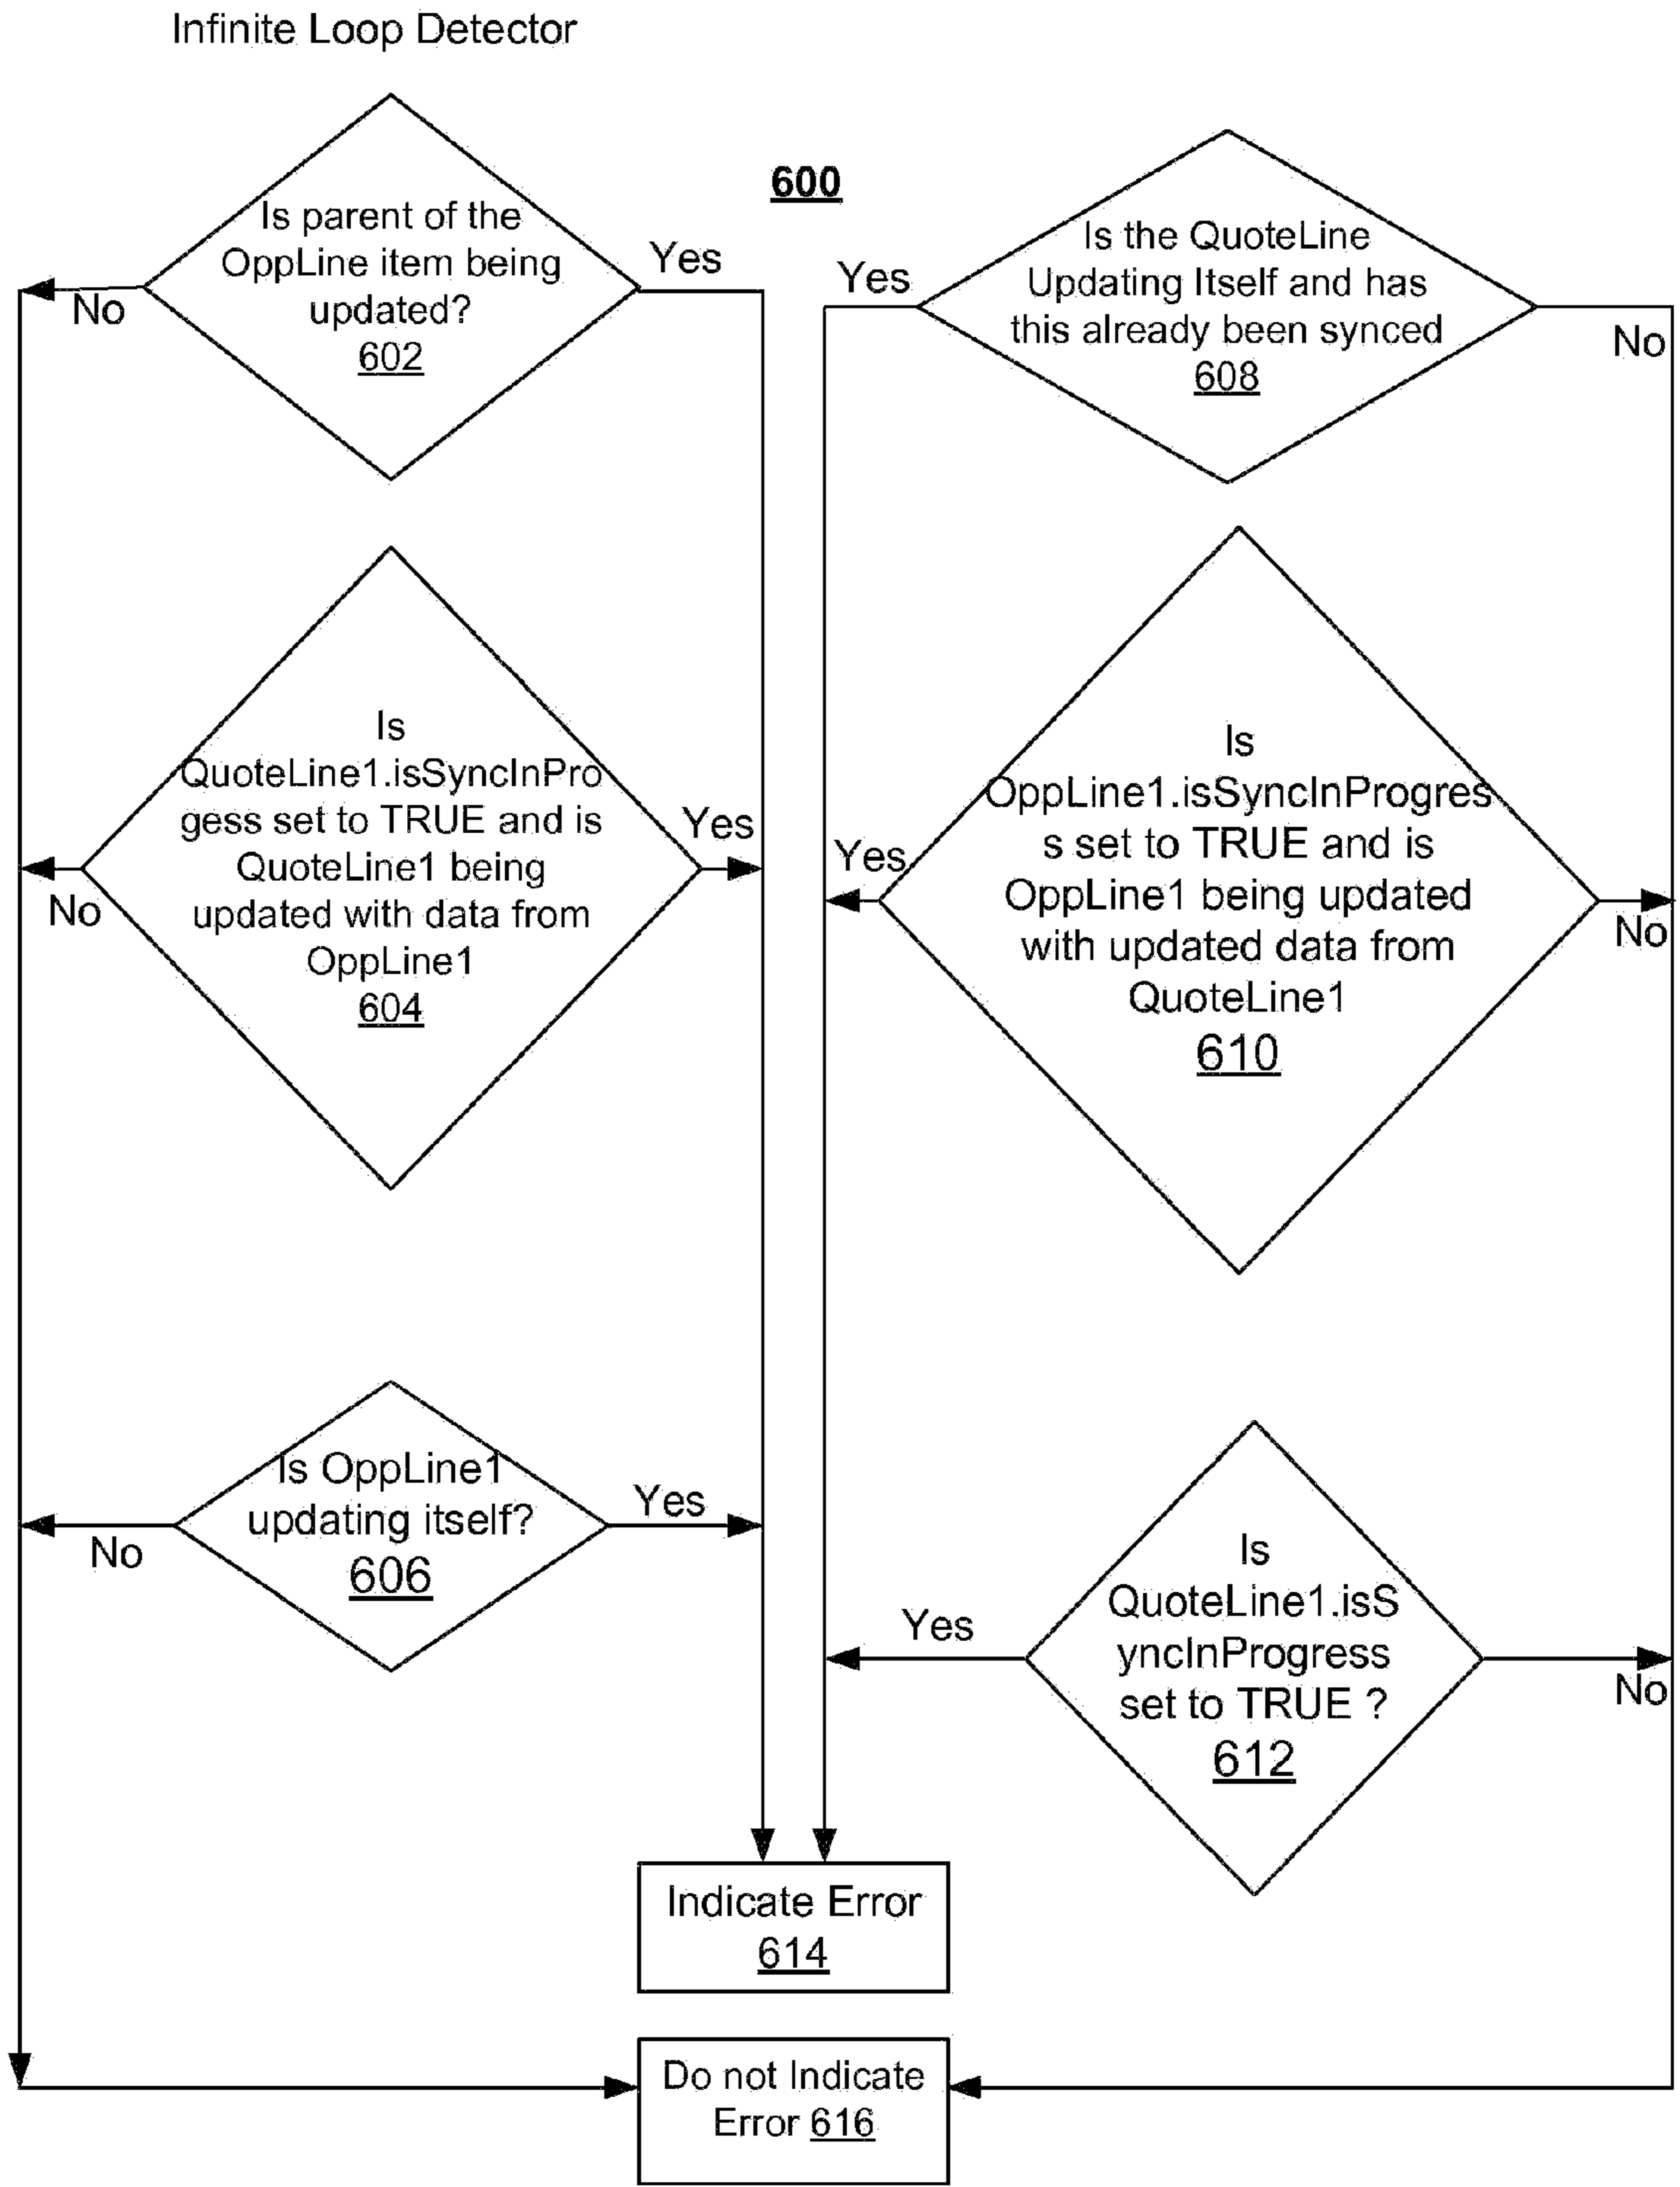 Infinite Loop Detector
600
Is parent of the
OppLine item being
updated?
602
Yes
No
Is the QuoteLine
Updating Itself and has
this already been synced
608
Yes
No
Is
QuoteLine1.isSyncInPro
gess set to TRUE and is
QuoteLine1 being
updated with data from
OppLine1
604
Yes
No
Is
OppLine1.isSyncInProgres
s set to TRUE and is
OppLine1 being updated
with updated data from
QuoteLine1
610
Yes
No
Is OppLine1
updating itself?
606
Yes
No
Is
QuoteLine1.isS
yncInProgress
set to TRUE ?
612
Yes
No
Indicate Error
614
Do not Indicate
Error 616